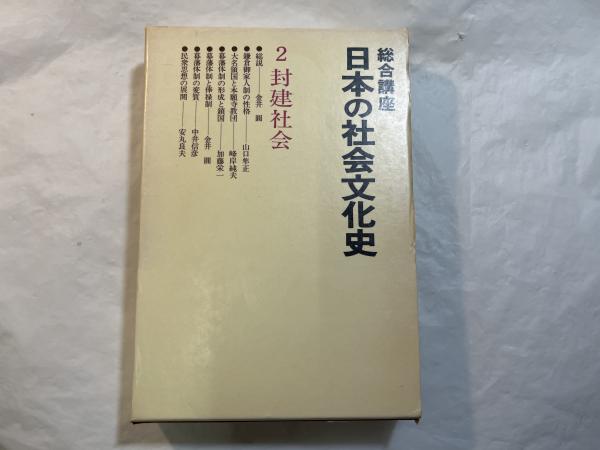 総合講座
日本の社会文化史
2 封建社会
●総説――金井 圓
●鎌倉御家人制の性格――山口隼正
●大名領国と本願寺教団――峰岸純夫
●幕藩体制の形成と鎖国――加藤栄一
●幕藩体制と俸禄制――金井 圓
●幕藩体制の変質――中井信彦
●民衆思想の展開――安丸良夫